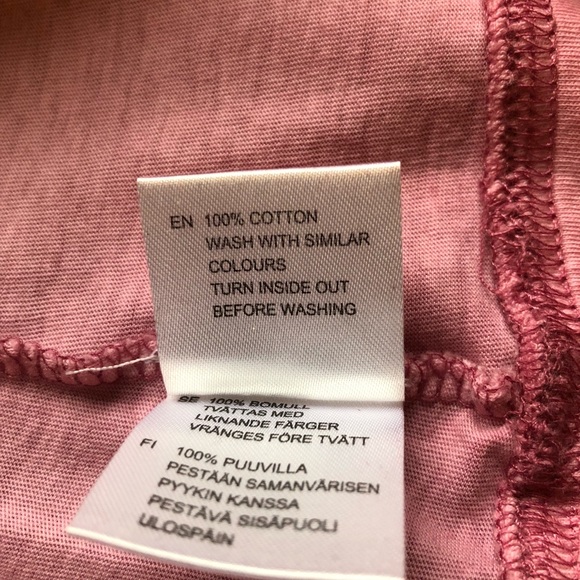 EN 100% COTTON
WASH WITH SIMILAR
COLOURS
TURN INSIDE OUT
BEFORE WASHING
SE 100% BOMULL
TVÄTTAS MED
LIKNANDE FÄRGER
VRÄNGES FÖRE TVÄTT
FI 100% PUUVILLA
PESTÄÄN SAMANVÄRISEN
PYYKIN KANSSA
PESTÄVÄ SISÄPUOLI
ULOSPÄIN